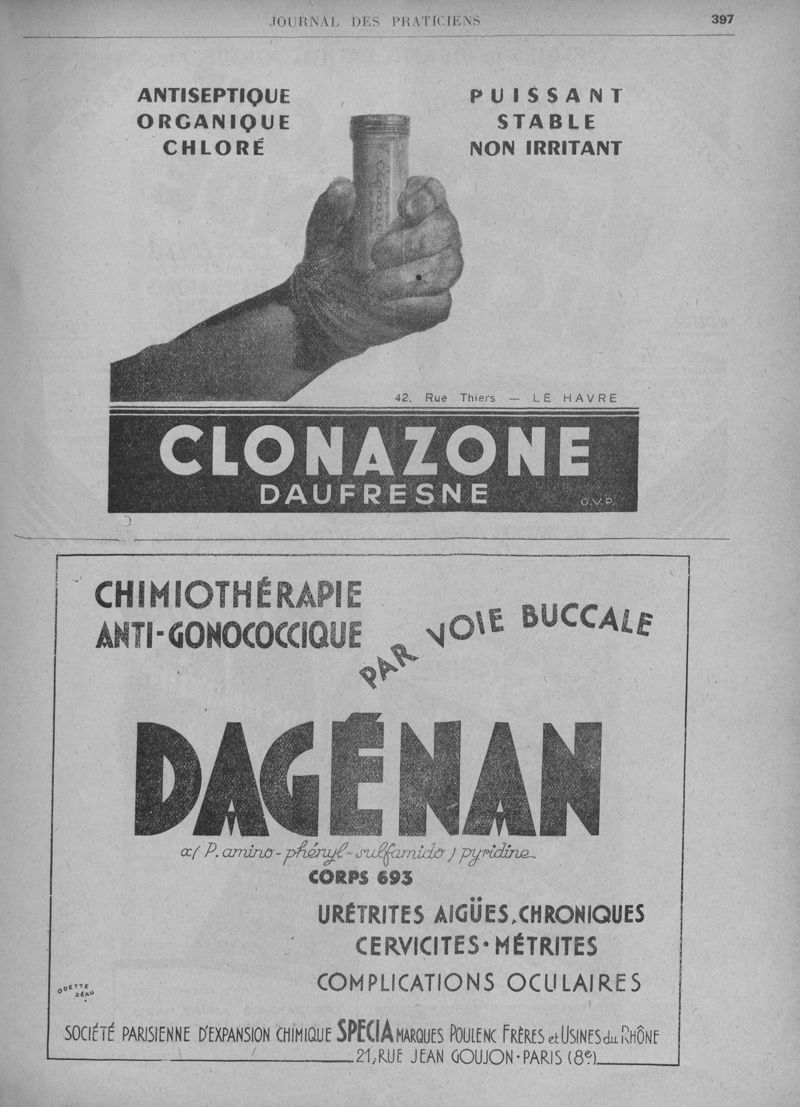 JOURNAL DES PRATICIENS
397
ANTISEPTIQUE
ORGANIQUE
CHLORÉ
PUISSANT
STABLE
NON IRRITANT
42, Rue Thiers — LE HAVRE
CLONAZONE
DAUFRESNE
O.V.P.
CHIMIOTHÉRAPIE
ANTI-GONOCOCCIQUE
PAR VOIE BUCCALE
DAGÉNAN
α( P. amino-phényl-sulfamido ) pyridine
CORPS 693
URÉTRITES AIGÜES, CHRONIQUES
CERVICITES • MÉTRITES
COMPLICATIONS OCULAIRES
ODETTE
RÉAU
SOCIÉTÉ PARISIENNE D'EXPANSION CHIMIQUE SPECIA MARQUES POULENC FRÈRES et USINES du RHÔNE
21, RUE JEAN GOUJON • PARIS (8e)